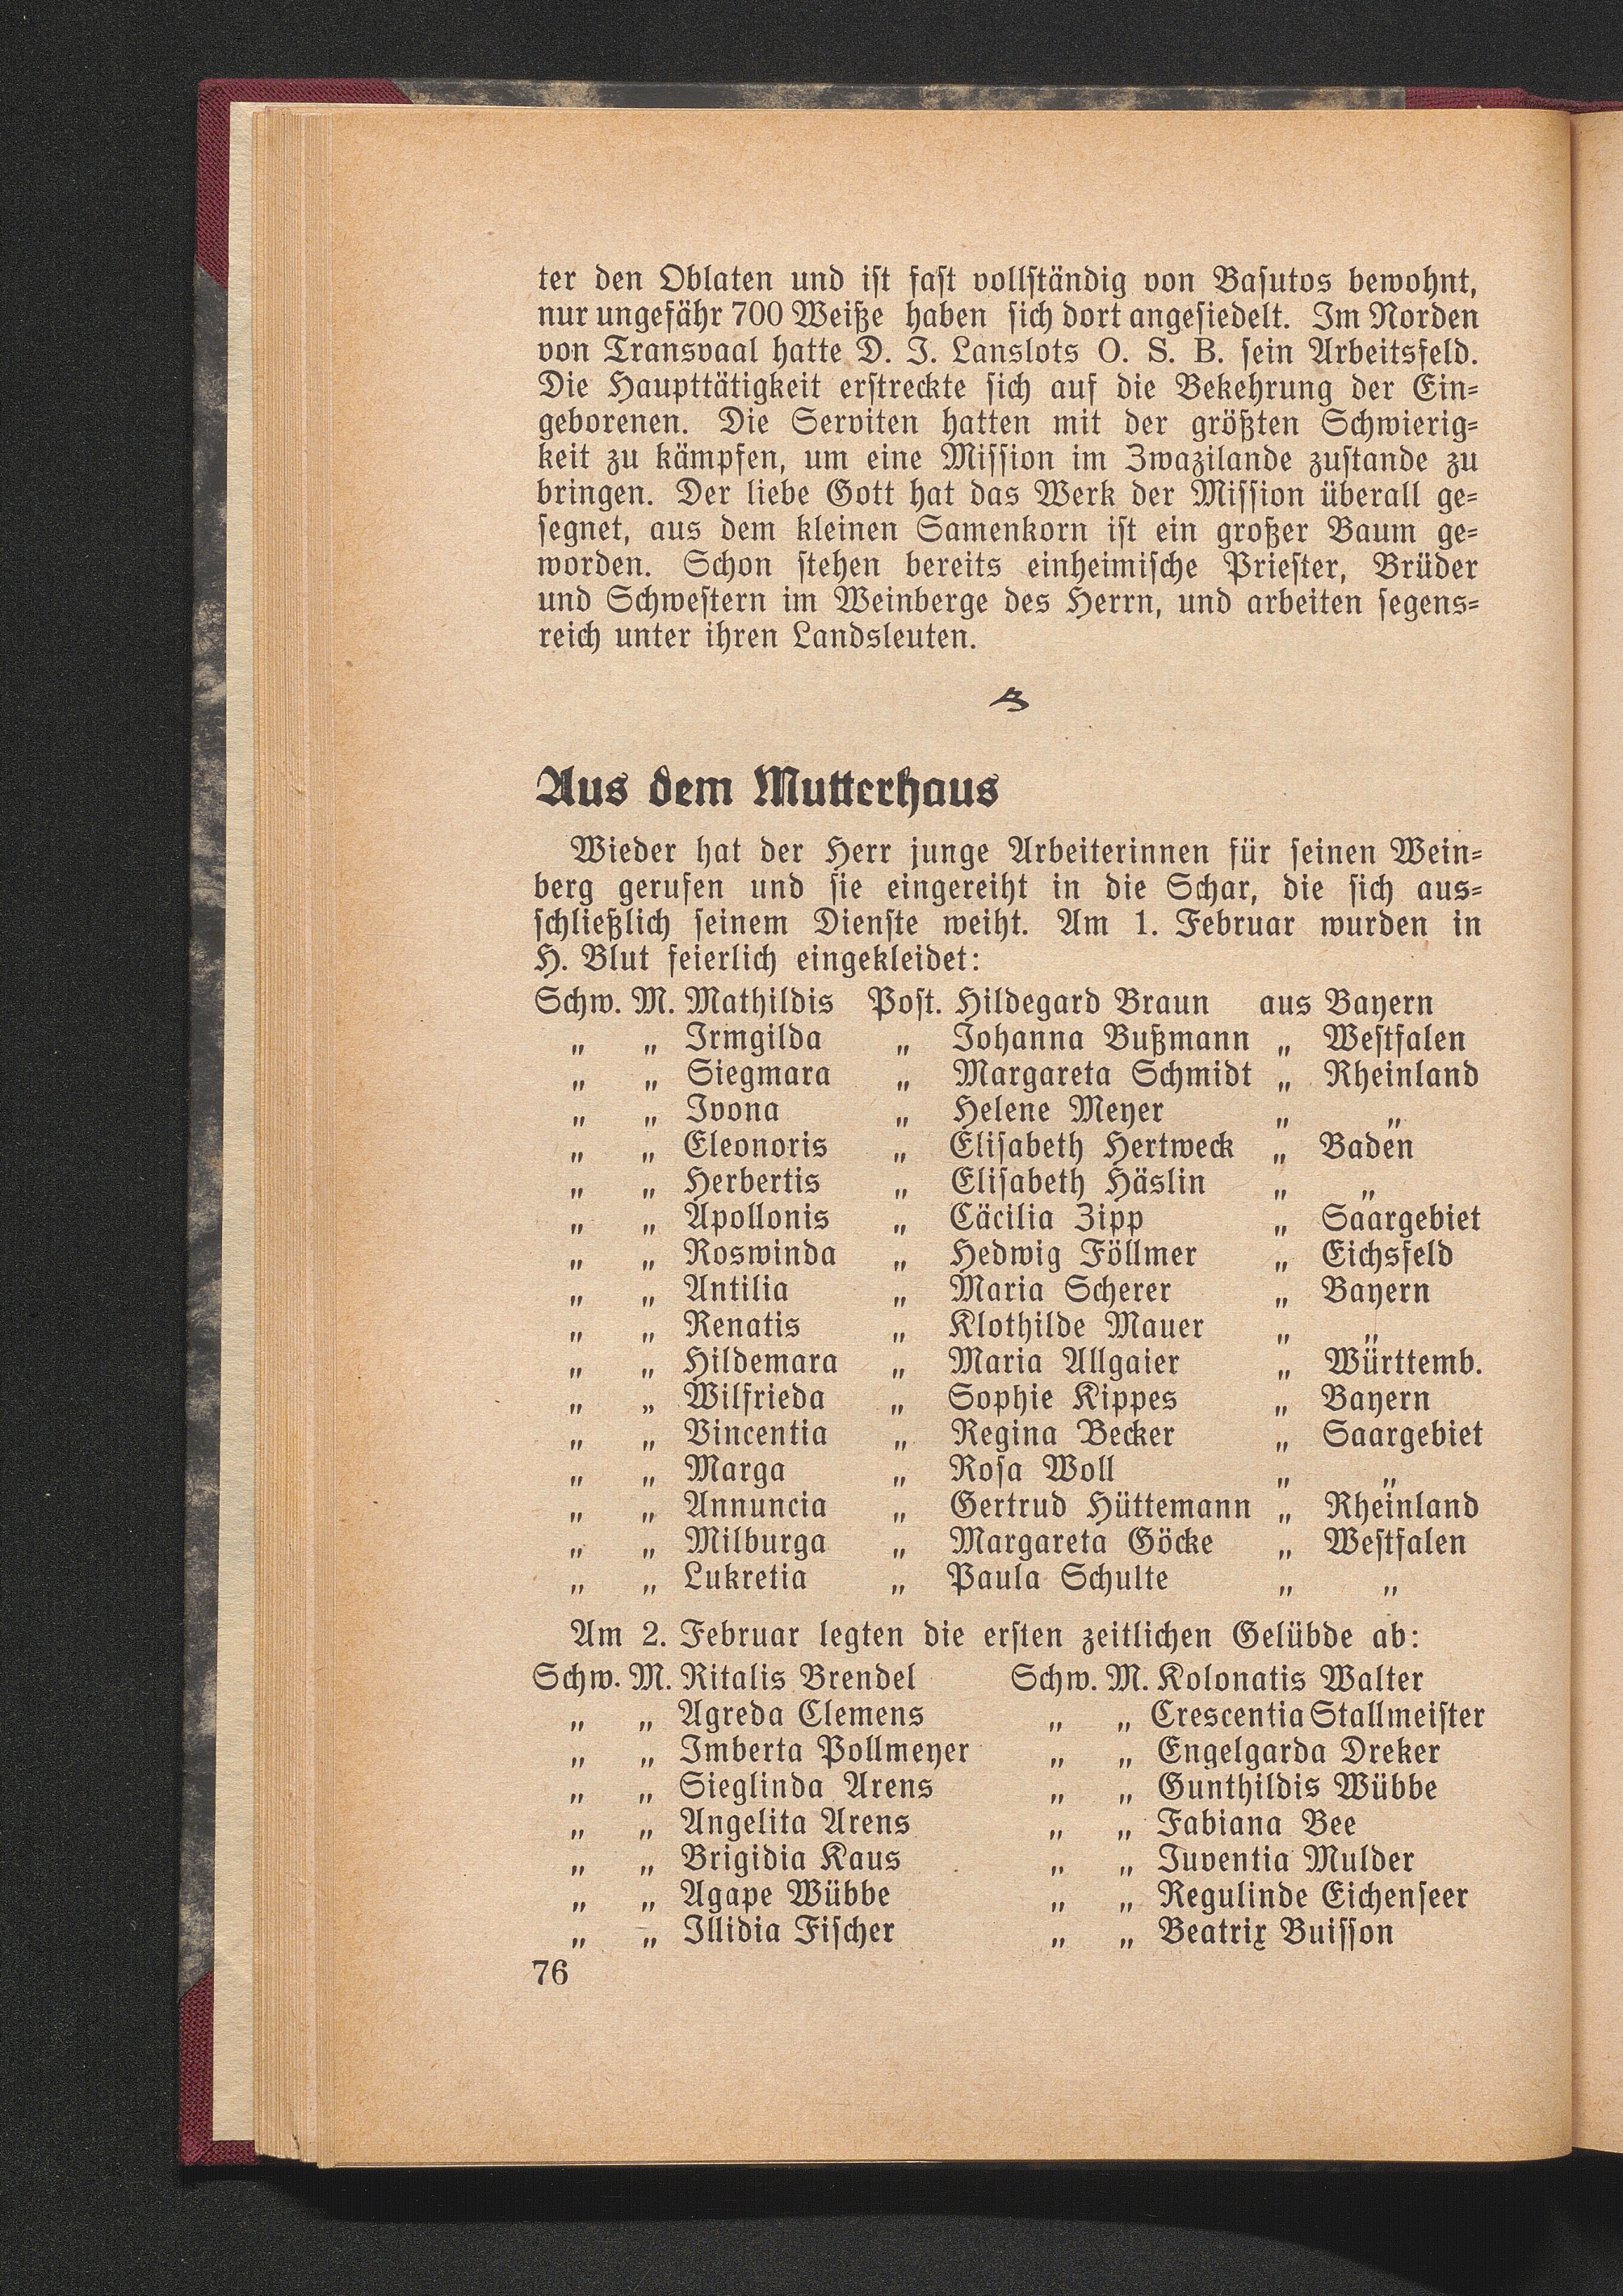 ter den Oblaten und ist fast vollständig von Basutos bewohnt,
nur ungefähr 700 Weiße haben sich dort angesiedelt. Im Norden
von Transvaal hatte D. J. Lanslots O. S. B. sein Arbeitsfeld.
Die Haupttätigkeit erstreckte sich auf die Bekehrung der Ein-
geborenen. Die Serviten hatten mit der größten Schwierig-
keit zu kämpfen, um eine Mission im Zwazilande zustande zu
bringen. Der liebe Gott hat das Werk der Mission überall ge-
segnet, aus dem kleinen Samenkorn ist ein großer Baum ge-
worden. Schon stehen bereits einheimische Priester, Brüder
und Schwestern im Weinberge des Herrn, und arbeiten segens-
reich unter ihren Landsleuten.
Aus dem Mutterhaus
Wieder hat der Herr junge Arbeiterinnen für seinen Wein-
berg gerufen und sie eingereiht in die Schar, die sich aus-
schließlich seinem Dienste weiht. Am 1. Februar wurden in
H. Blut feierlich eingekleidet:
Schw. M. Mathildis Post. Hildegard Braun aus Bayern
„ „ Irmgilda „ Johanna Bußmann „ Westfalen
„ „ Siegmara „ Margareta Schmidt „ Rheinland
„ „ Ivona „ Helene Meyer „ „
„ „ Eleonoris „ Elisabeth Hertweck „ Baden
„ „ Herbertis „ Elisabeth Häslin „ „
„ „ Apollonis „ Cäcilia Zipp „ Saargebiet
„ „ Roswinda „ Hedwig Föllmer „ Eichsfeld
„ „ Antilia „ Maria Scherer „ Bayern
„ „ Renatis „ Klothilde Mauer „ „
„ „ Hildemara „ Maria Allgaier „ Württemb.
„ „ Wilfrieda „ Sophie Kippes „ Bayern
„ „ Vincentia „ Regina Becker „ Saargebiet
„ „ Marga „ Rosa Woll „ „
„ „ Annuncia „ Gertrud Hüttemann „ Rheinland
„ „ Milburga „ Margareta Göcke „ Westfalen
„ „ Lukretia „ Paula Schulte „ „
Am 2. Februar legten die ersten zeitlichen Gelübde ab:
Schw. M. Ritalis Brendel Schw. M. Kolonatis Walter
„ „ Agreda Clemens „ „ Crescentia Stallmeister
„ „ Imberta Pollmeyer „ „ Engelgarda Dreker
„ „ Sieglinda Arens „ „ Gunthildis Wübbe
„ „ Angelita Arens „ „ Fabiana Bee
„ „ Brigidia Kaus „ „ Juventia Mulder
„ „ Agape Wübbe „ „ Regulinde Eichenseer
„ „ Illidia Fischer „ „ Beatrix Buisson
76